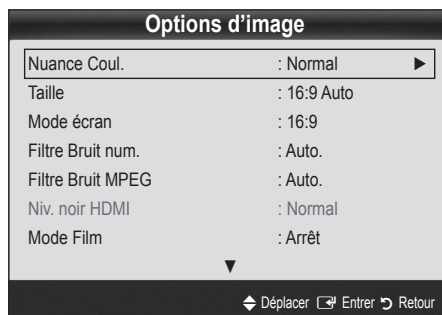 Options d'image
Nuance Coul. : Normal ▶
Taille : 16:9 Auto
Mode écran : 16:9
Filtre Bruit num. : Auto.
Filtre Bruit MPEG : Auto.
Niv. noir HDMI : Normal
Mode Film : Arrêt
▼
Déplacer Entrer Retour